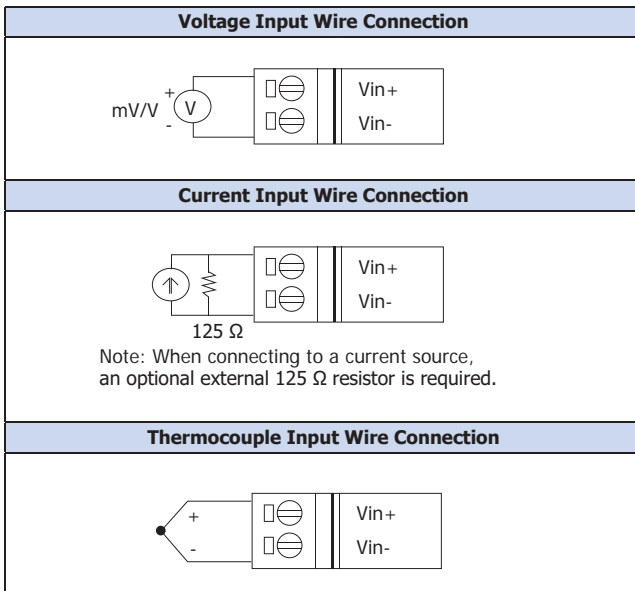 Voltage Input Wire Connection
+
mV/V
V
-
Vin+
Vin-
Current Input Wire Connection
Vin+
Vin-
125 Ω
Note: When connecting to a current source,
an optional external 125 Ω resistor is required.
Thermocouple Input Wire Connection
+
-
Vin+
Vin-